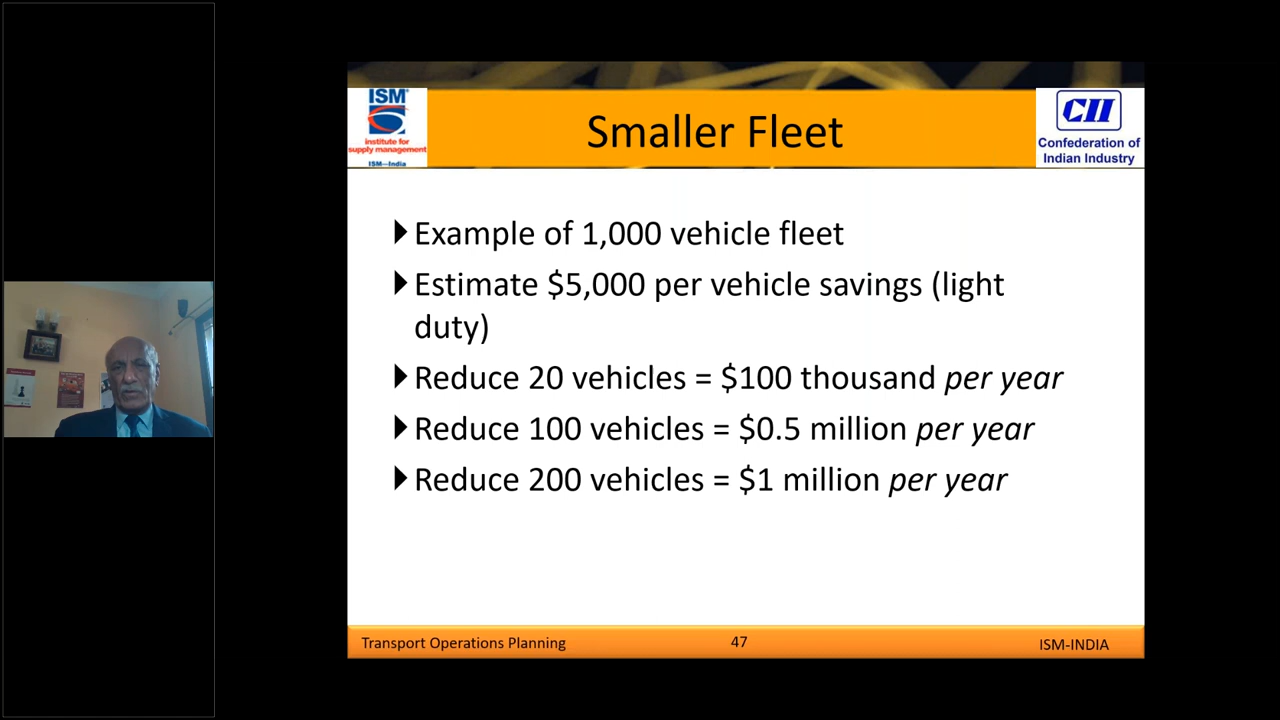 ISM®
institute for
supply management
ISM—India
Smaller Fleet
CII
Confederation of
Indian Industry
Example of 1,000 vehicle fleet
Estimate $5,000 per vehicle savings (light
duty)
Reduce 20 vehicles = $100 thousand per year
Reduce 100 vehicles = $0.5 million per year
Reduce 200 vehicles = $1 million per year
Transport Operations Planning
47
ISM-INDIA